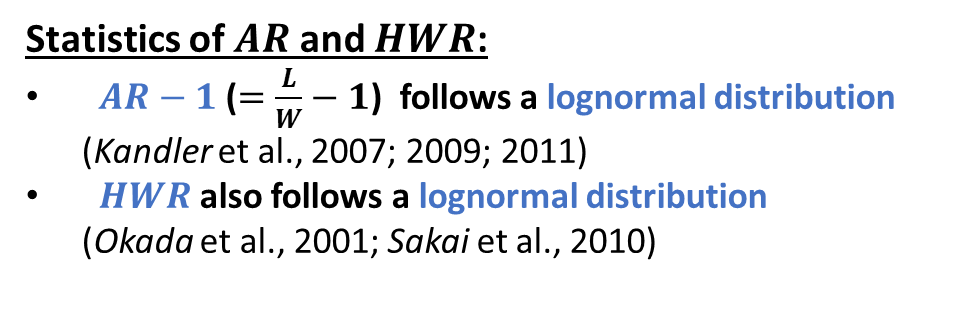 Statistics of AR and HWR:
• AR − 1 (= L/W − 1) follows a lognormal distribution
(Kandler et al., 2007; 2009; 2011)
• HWR also follows a lognormal distribution
(Okada et al., 2001; Sakai et al., 2010)